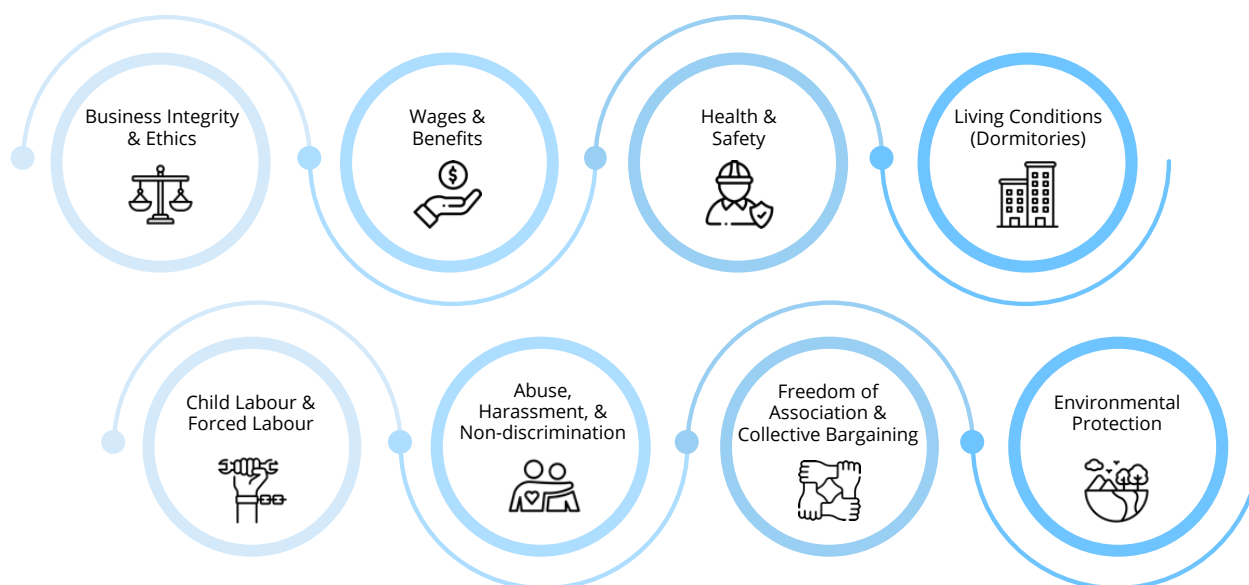 Business Integrity
& Ethics
Wages &
Benefits
$
Health &
Safety
Living Conditions
(Dormitories)
Child Labour &
Forced Labour
Abuse,
Harassment, &
Non-discrimination
Freedom of
Association &
Collective Bargaining
Environmental
Protection